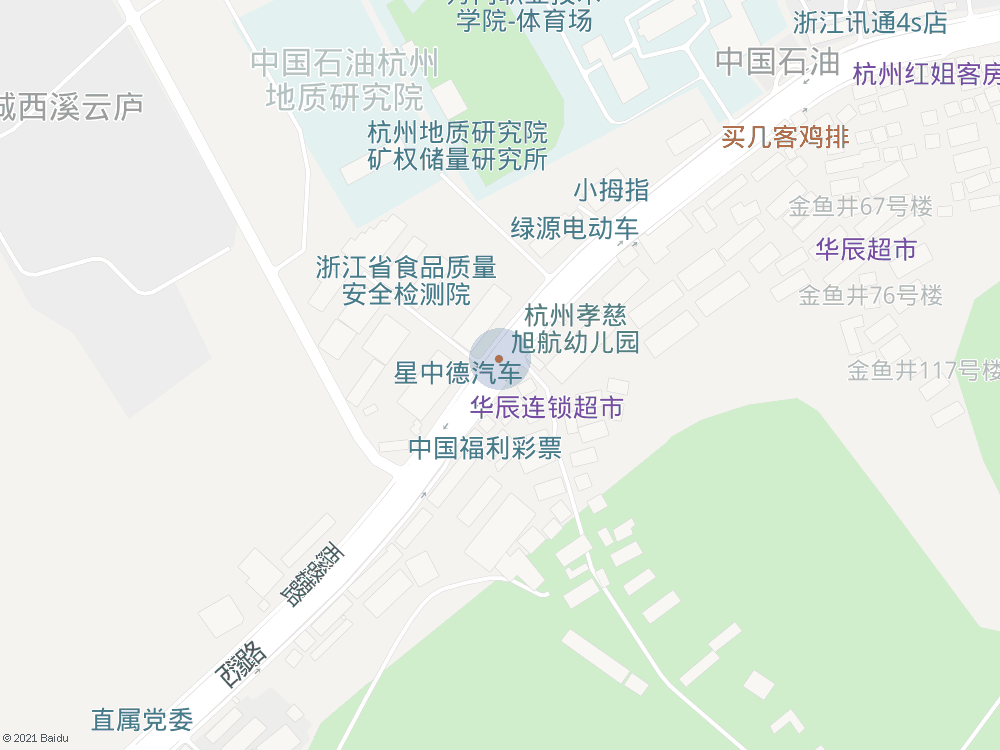 学院-体育场
浙江讯通4s店
中国石油杭州
地质研究院
中国石油
杭州红姐客房
城西溪云庐
杭州地质研究院
矿权储量研究所
买几客鸡排
小拇指
金鱼井67号楼
绿源电动车
华辰超市
浙江省食品质量
安全检测院
金鱼井76号楼
杭州孝慈
旭航幼儿园
星中德汽车
金鱼井117号楼
华辰连锁超市
中国福利彩票
西溪路
直属党委
© 2021 Baidu